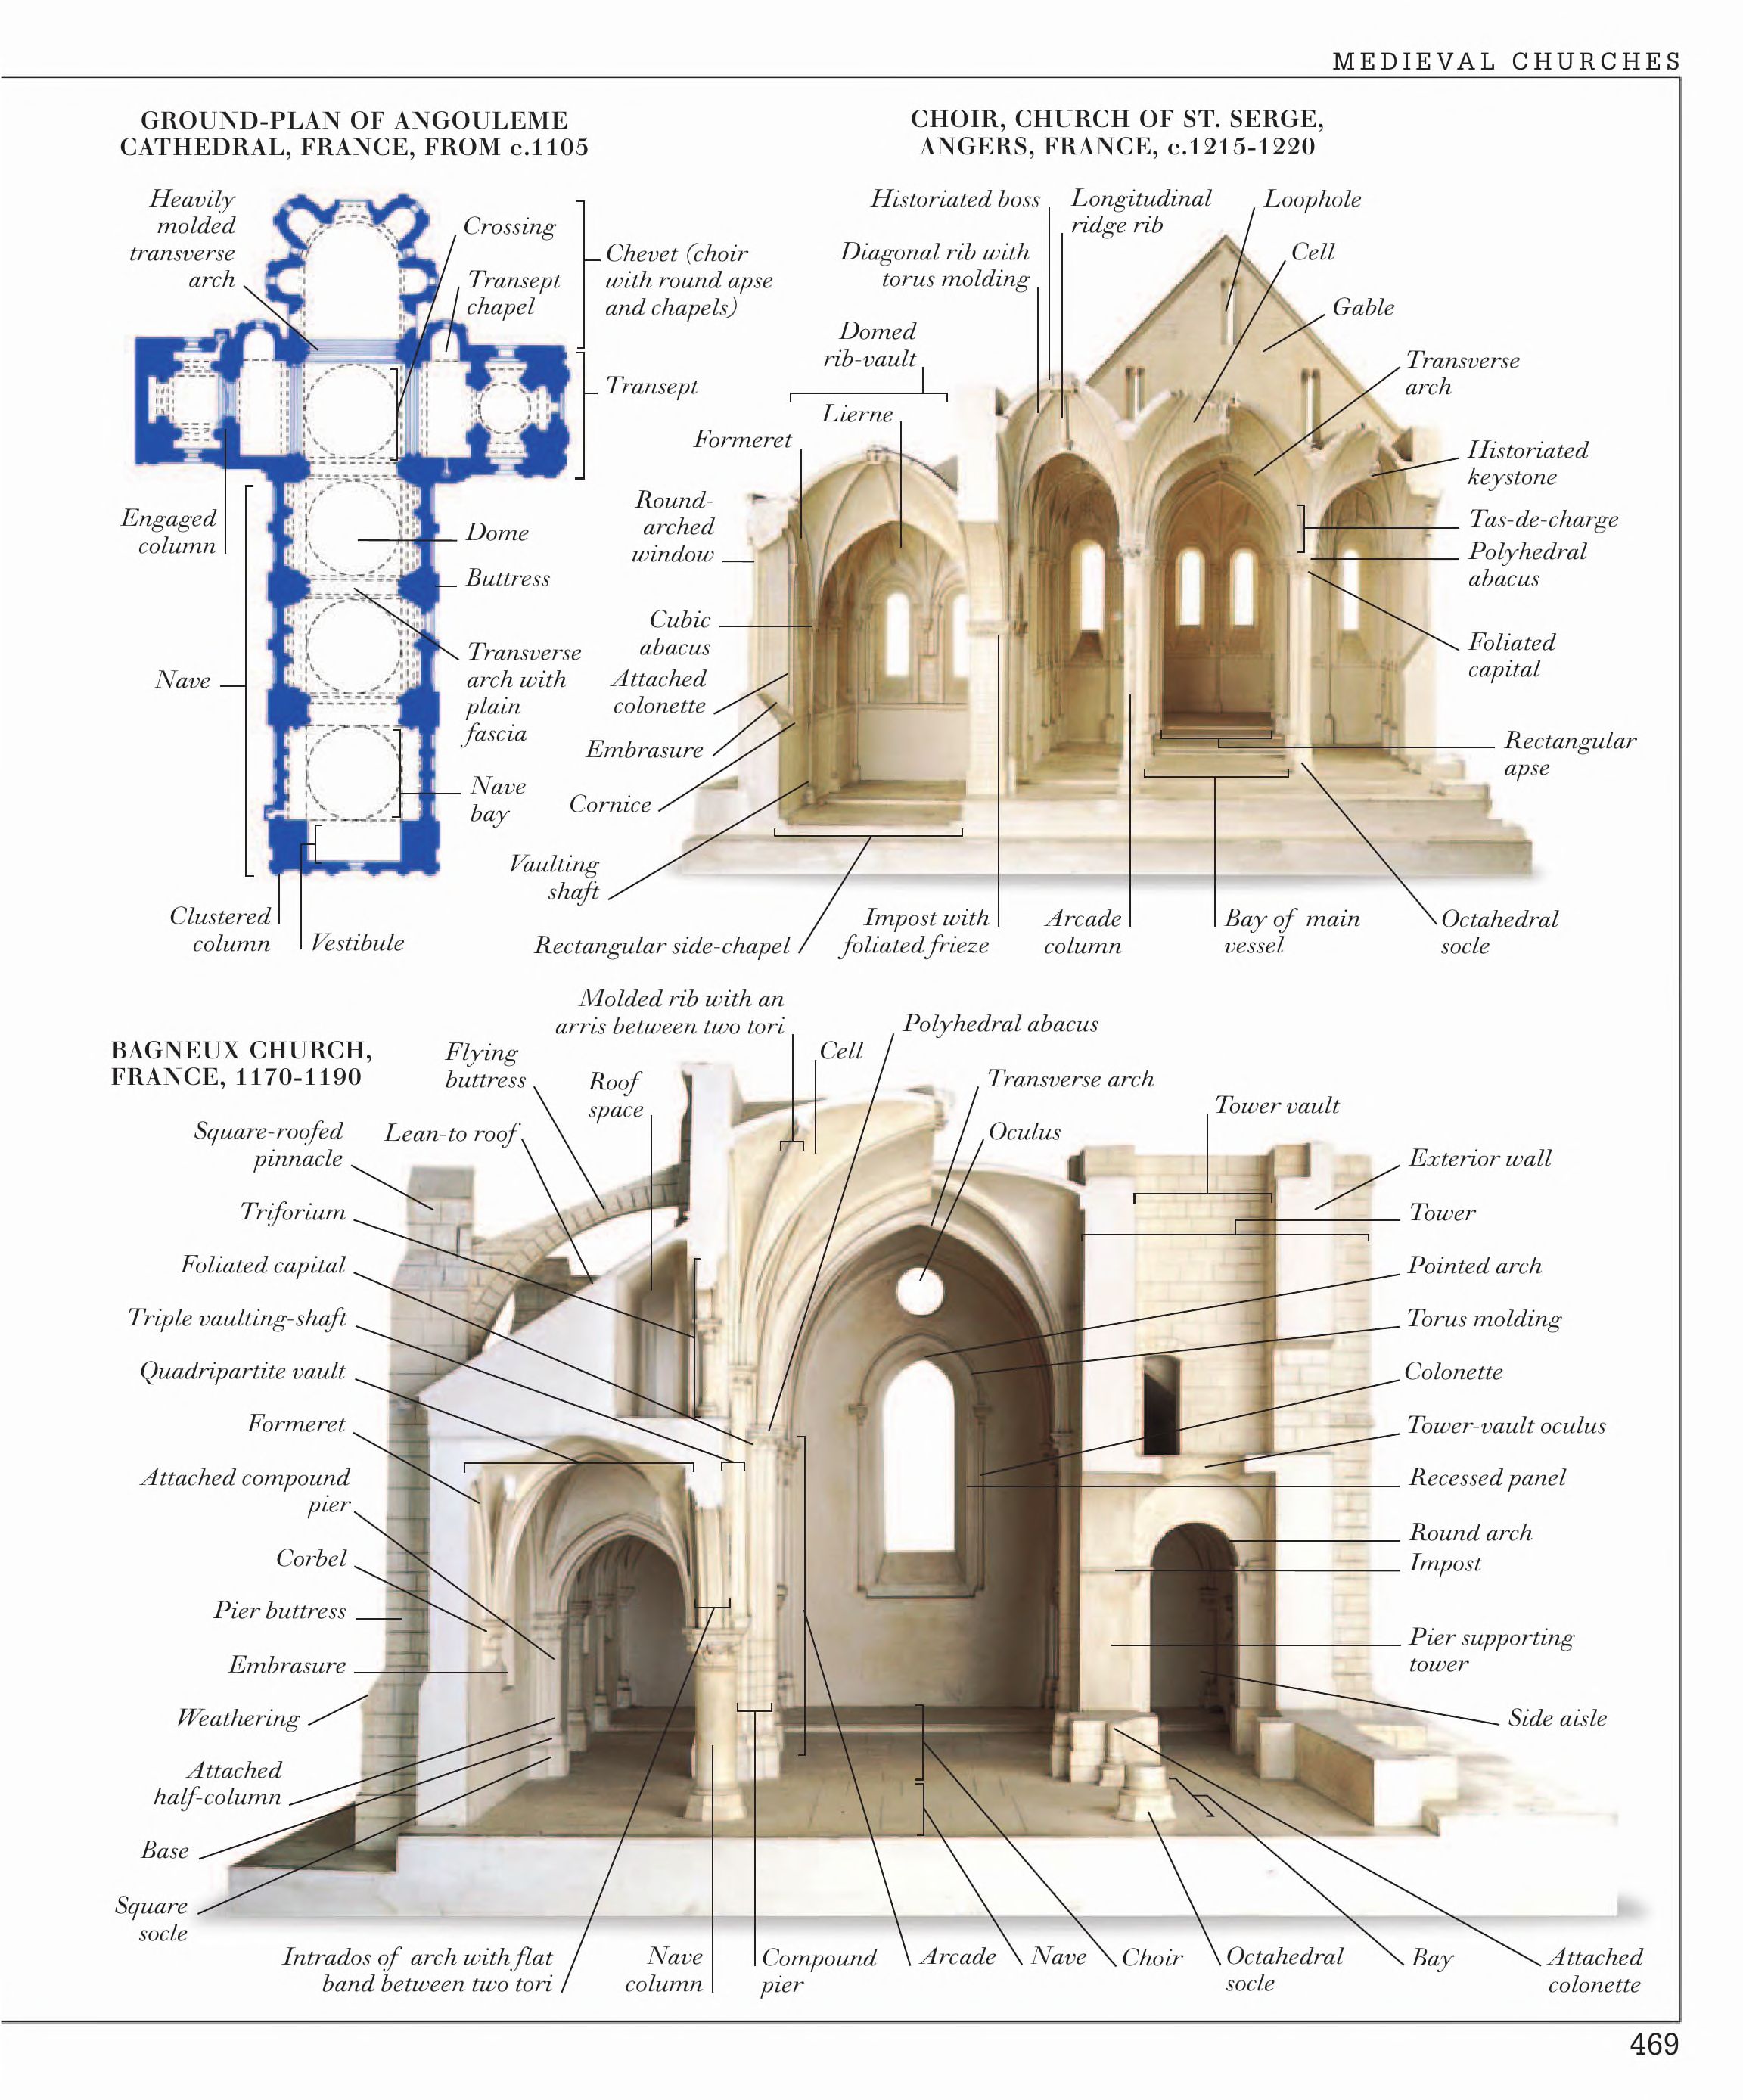 MEDIEVAL CHURCHES
GROUND-PLAN OF ANGOULEME
CATHEDRAL, FRANCE, FROM c.1105
Heavily
molded
transverse
arch
Crossing
Transept
chapel
Chevet (choir
with round apse
and chapels)
Transept
Engaged
column
Dome
Buttress
Transverse
arch with
plain
fascia
Nave
Nave
bay
Clustered
column
Vestibule
CHOIR, CHURCH OF ST. SERGE,
ANGERS, FRANCE, c.1215-1220
Historiated boss
Longitudinal
ridge rib
Loophole
Diagonal rib with
torus molding
Cell
Gable
Domed
rib-vault
Transverse
arch
Lierne
Formeret
Historiated
keystone
Round-
arched
window
Tas-de-charge
Polyhedral
abacus
Cubic
abacus
Foliated
capital
Attached
colonette
Embrasure
Rectangular
apse
Cornice
Vaulting
shaft
Rectangular side-chapel
Impost with
foliated frieze
Arcade
column
Bay of main
vessel
Octahedral
socle
BAGNEUX CHURCH,
FRANCE, 1170-1190
Molded rib with an
arris between two tori
Polyhedral abacus
Flying
buttress
Cell
Roof
space
Transverse arch
Tower vault
Square-roofed
pinnacle
Lean-to roof
Oculus
Exterior wall
Triforium
Tower
Foliated capital
Pointed arch
Triple vaulting-shaft
Torus molding
Quadripartite vault
Colonette
Formeret
Tower-vault oculus
Attached compound
pier
Recessed panel
Corbel
Round arch
Impost
Pier buttress
Pier supporting
tower
Embrasure
Weathering
Side aisle
Attached
half-column
Base
Square
socle
Intrados of arch with flat
band between two tori
Nave
column
Compound
pier
Arcade
Nave
Choir
Octahedral
socle
Bay
Attached
colonette
469